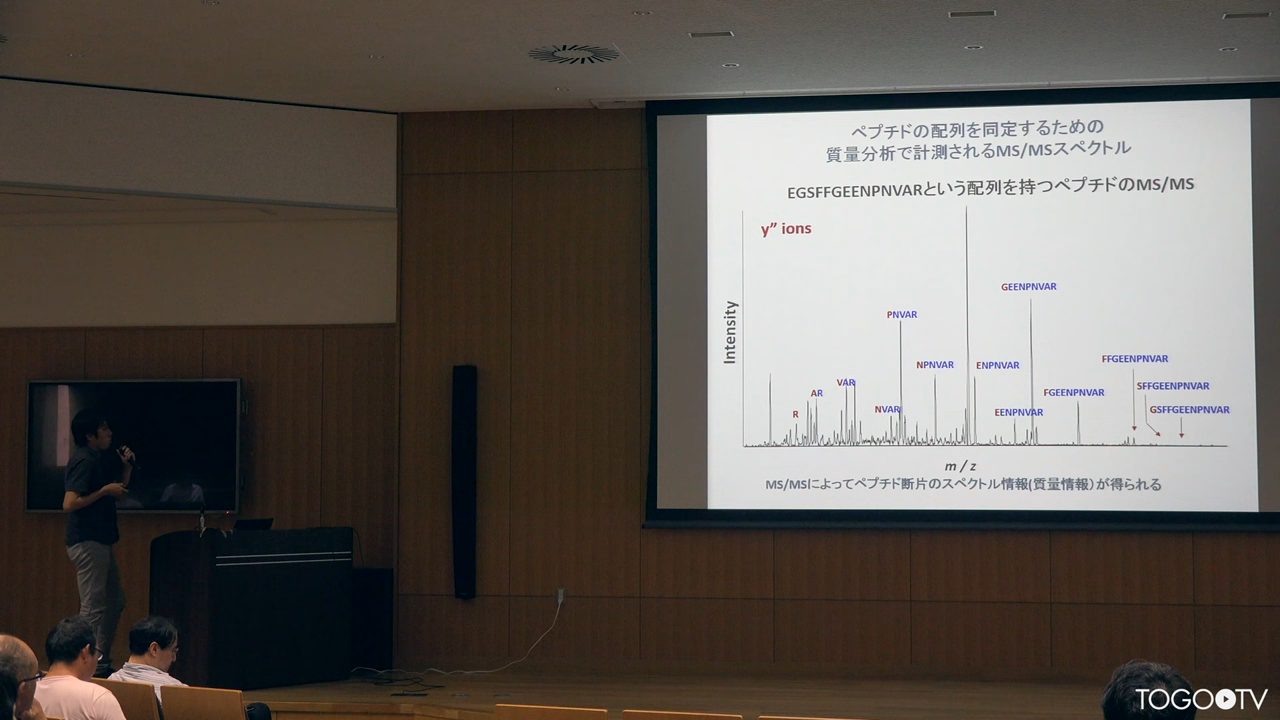 ペプチドの配列を同定するための
質量分析で計測されるMS/MSスペクトル
EGSFFGEENPNVARという配列を持つペプチドのMS/MS
y” ions
Intensity
GEENPNVAR
PNVAR
FFGEENPNVAR
NPNVAR
ENPNVAR
VAR
SFFGEENPNVAR
AR
FGEENPNVAR
R
NVAR
EENPNVAR
GSFFGEENPNVAR
m / z
MS/MSによってペプチド断片のスペクトル情報(質量情報）が得られる
TOGOTV